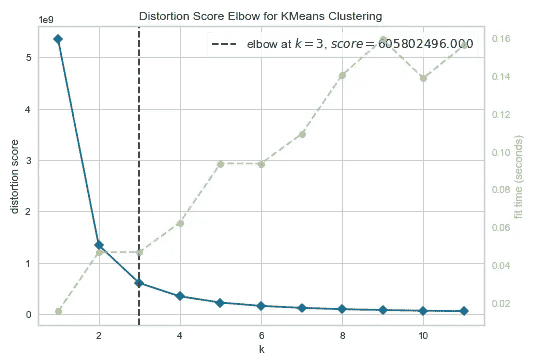 Distortion Score Elbow for KMeans Clustering
1e9
elbow at k = 3, score = 605802496.000
5
4
3
2
1
0
distortion score
0.16
0.14
0.12
0.10
0.08
0.06
0.04
0.02
fit time (seconds)
2 4 6 8 10
k